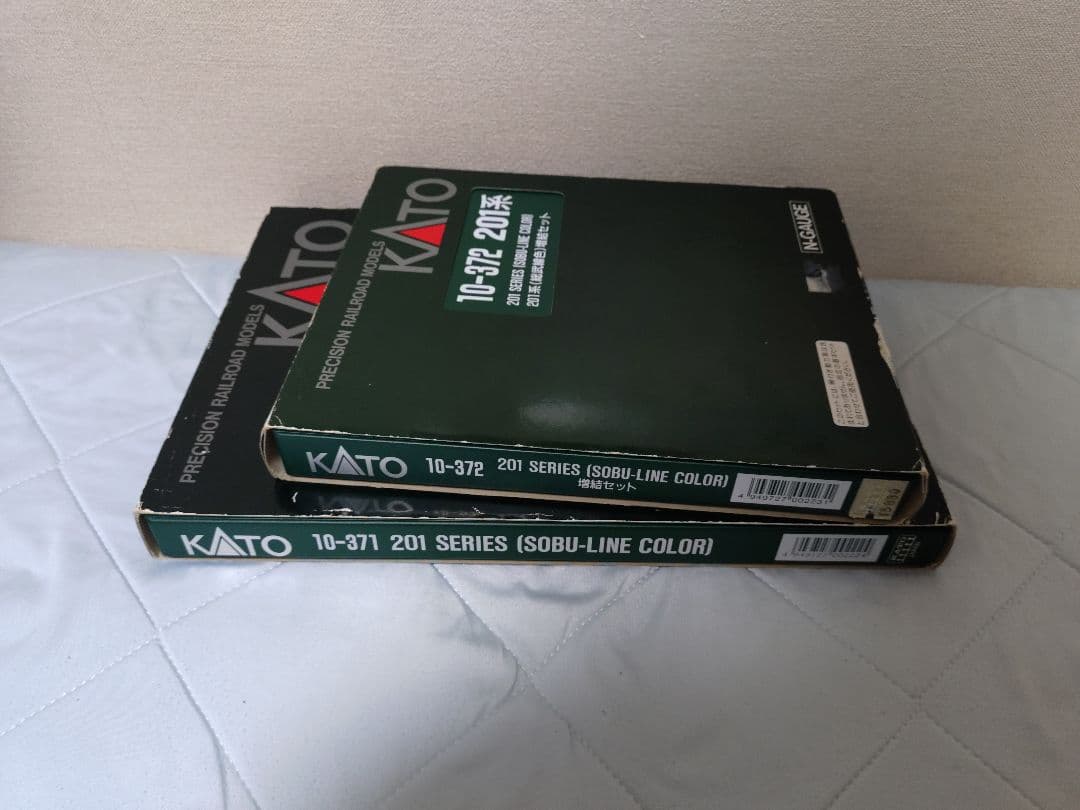 PRECISION RAILROAD MODELS
KATO
10-372 201系
201 SERIES (SOBU-LINE COLOR)
201系(総武線色)増結セット
N-GAUGE
KATO 10-372 201 SERIES (SOBU-LINE COLOR)
増結セット
PRECISION RAILROAD MODELS
KATO
KATO 10-371 201 SERIES (SOBU-LINE COLOR)